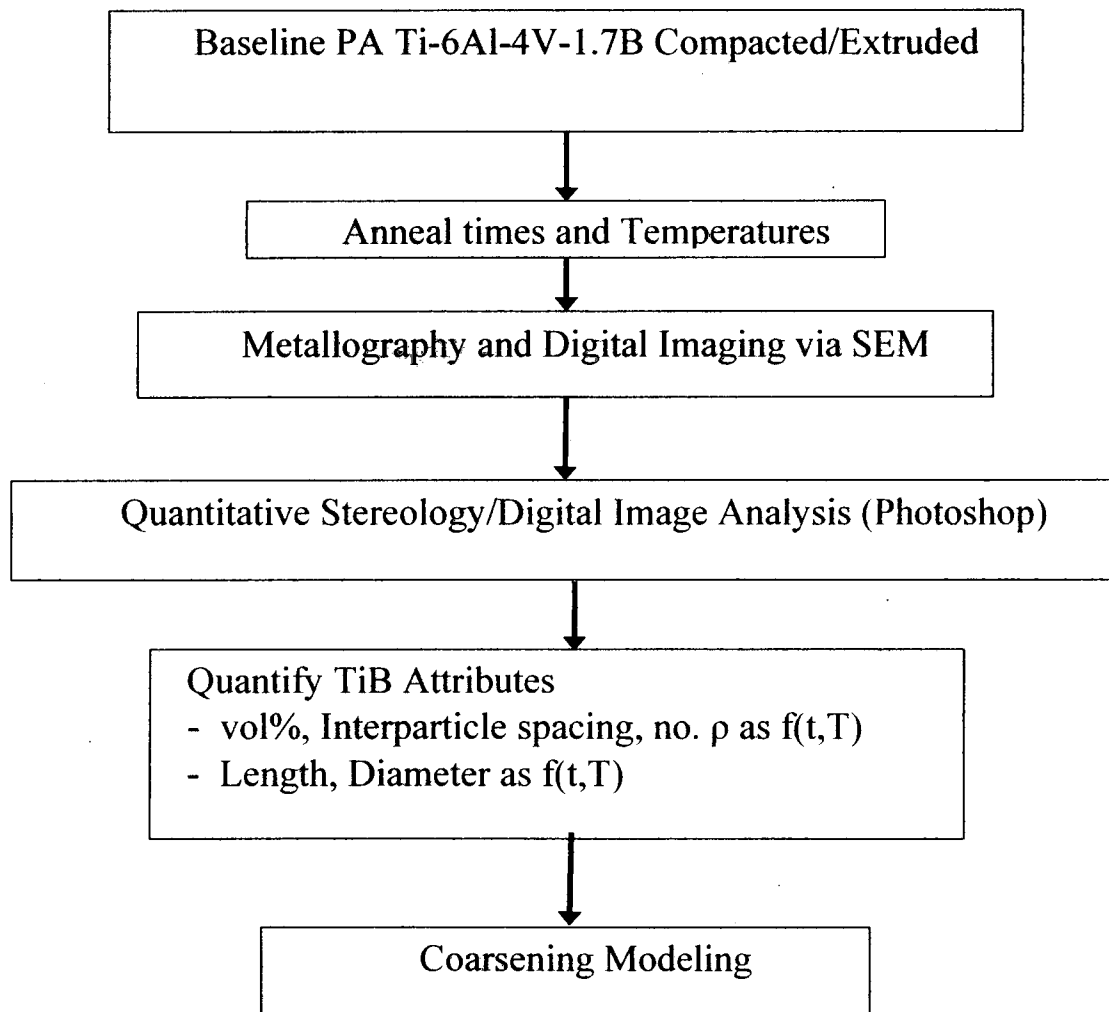 Baseline PA Ti-6Al-4V-1.7B Compacted/Extruded
Anneal times and Temperatures
Metallography and Digital Imaging via SEM
Quantitative Stereology/Digital Image Analysis (Photoshop)
Quantify TiB Attributes
- vol%, Interparticle spacing, no. ρ as f(t,T)
- Length, Diameter as f(t,T)
Coarsening Modeling